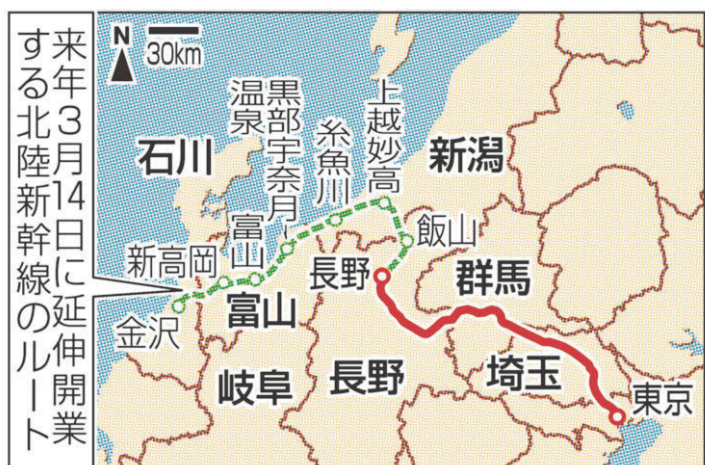 来年3月14日に延伸開業
する北陸新幹線のルート
N
30km
石川
新潟
群馬
埼玉
長野
岐阜
富山
上越妙高
糸魚川
黒部宇奈月
温泉
富山
新高岡
金沢
飯山
長野
東京